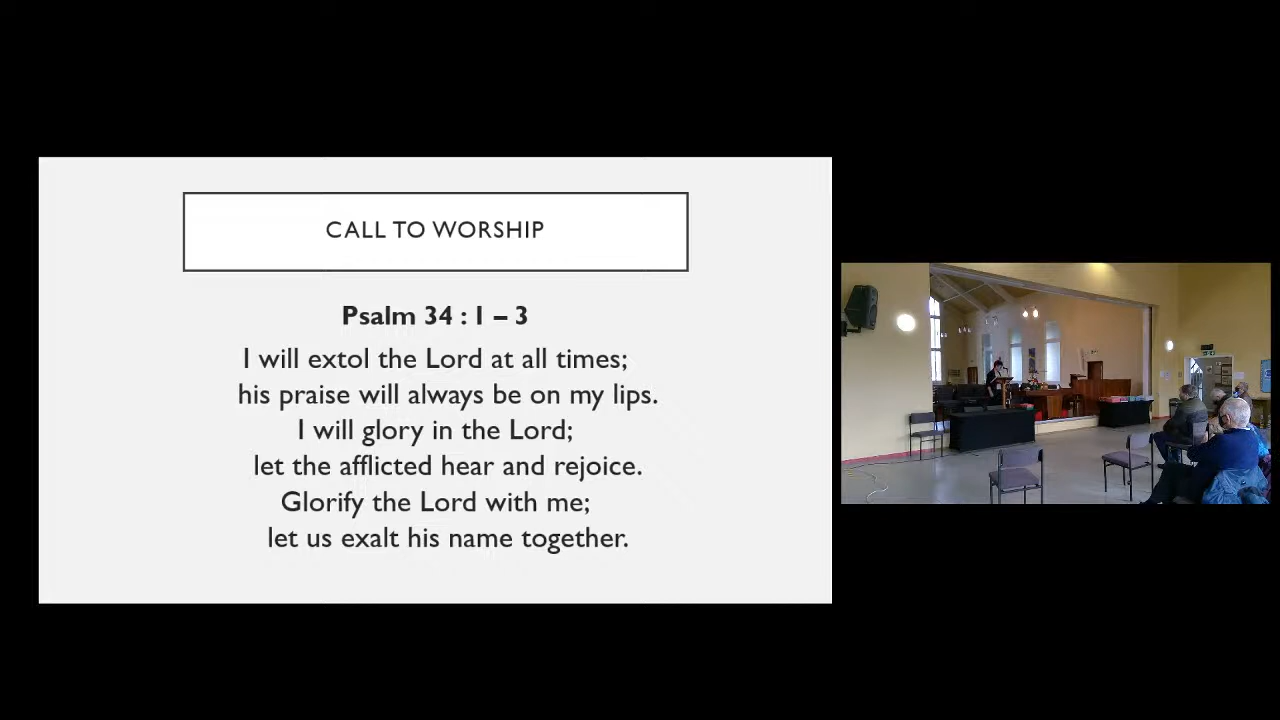 CALL TO WORSHIP
Psalm 34 : 1 – 3
I will extol the Lord at all times;
his praise will always be on my lips.
I will glory in the Lord;
let the afflicted hear and rejoice.
Glorify the Lord with me;
let us exalt his name together.